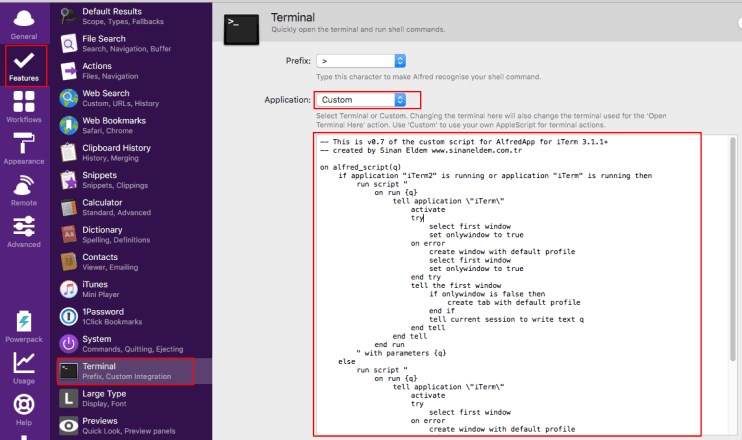 General
Features
Workflows
Appearance
Remote
Advanced
Powerpack
Usage
Help
Default Results
Scope, Types, Fallbacks
File Search
Search, Navigation, Buffer
Actions
Files, Navigation
Web Search
Custom, URLs, History
Web Bookmarks
Safari, Chrome
Clipboard History
History, Merging
Snippets
Snippets, Clippings
Calculator
Standard, Advanced
Dictionary
Spelling, Definitions
Contacts
Viewer, Emailing
iTunes
Mini Player
1Password
1Click Bookmarks
System
Commands, Quitting, Ejecting
Terminal
Prefix, Custom Integration
Large Type
Display, Font
Previews
Quick Look, Preview panels
Terminal
Quickly open the terminal and run shell commands.
Prefix: >
Type this character to make Alfred recognise your shell command.
Application: Custom
Select Terminal or Custom. Changing the terminal here will also change the terminal used for the 'Open
Terminal Here' action. Use 'Custom' to use your own AppleScript for terminal actions.
-- This is v0.7 of the custom script for AlfredApp for iTerm 3.1.1+
-- created by Sinan Eldem www.sinaneldem.com.tr
on alfred_script(q)
if application "iTerm2" is running or application "iTerm" is running then
run script "
on run {q}
tell application \"iTerm\"
activate
try
select first window
set onlywindow to true
on error
create window with default profile
select first window
set onlywindow to true
end try
tell the first window
if onlywindow is false then
create tab with default profile
end if
tell current session to write text q
end tell
end tell
end run
" with parameters {q}
else
run script "
on run {q}
tell application \"iTerm\"
activate
try
select first window
on error
create window with default profile
select first window